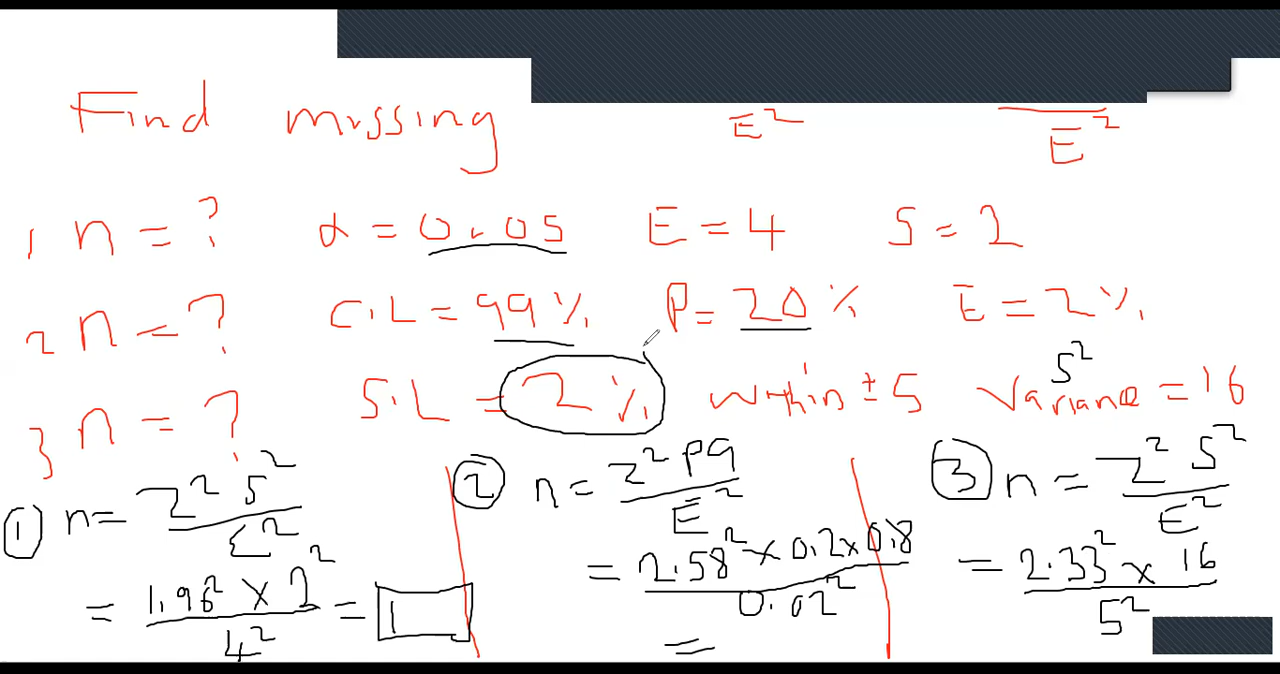 Find missing
E² E²
1, n = ? α = 0.05 E = 4 S = 2
2 n = ? C.L = 99% P = 20% E = 2%
S²
3 n = ? S.L = 2% within ± 5 Variance = 16
① n = Z² S² / E²
= 1.96² × 2² / 4² = 1
② n = Z² pq / E²
= 2.58² × 0.2 × 0.8 / 0.02²
=
③ n = Z² S² / E²
= 2.33² × 16 / 5²